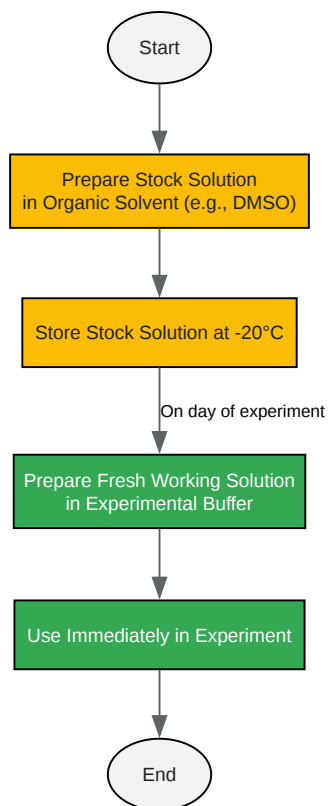 Start
Prepare Stock Solution
in Organic Solvent (e.g., DMSO)
Store Stock Solution at -20°C
On day of experiment
Prepare Fresh Working Solution
in Experimental Buffer
Use Immediately in Experiment
End